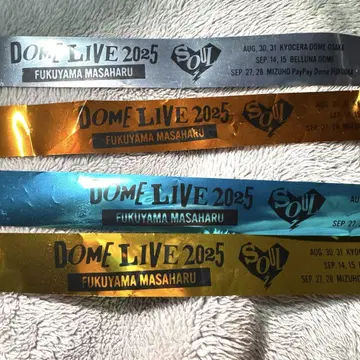 DOME LIVE 2025
FUKUYAMA MASAHARU
SOUL
AUG, 30, 31 KYOCERA DOME OSAKA
SEP. 14, 15 BELLUNA DOME
SEP 27, 28 MIZUHO PayPay Dome
DOME LIVE 2025
FUKUYAMA MASAHARU
SOUL
DOME LIVE 2025
FUKUYAMA MASAHARU
SOUL
AUG,
SEP. 27,
DOME LIVE 2025
FUKUYAMA MASAHARU
SOUL
AUG, 30, 31 KYOC
SEP. 14, 15
SEP 27, 28 MIZUHO